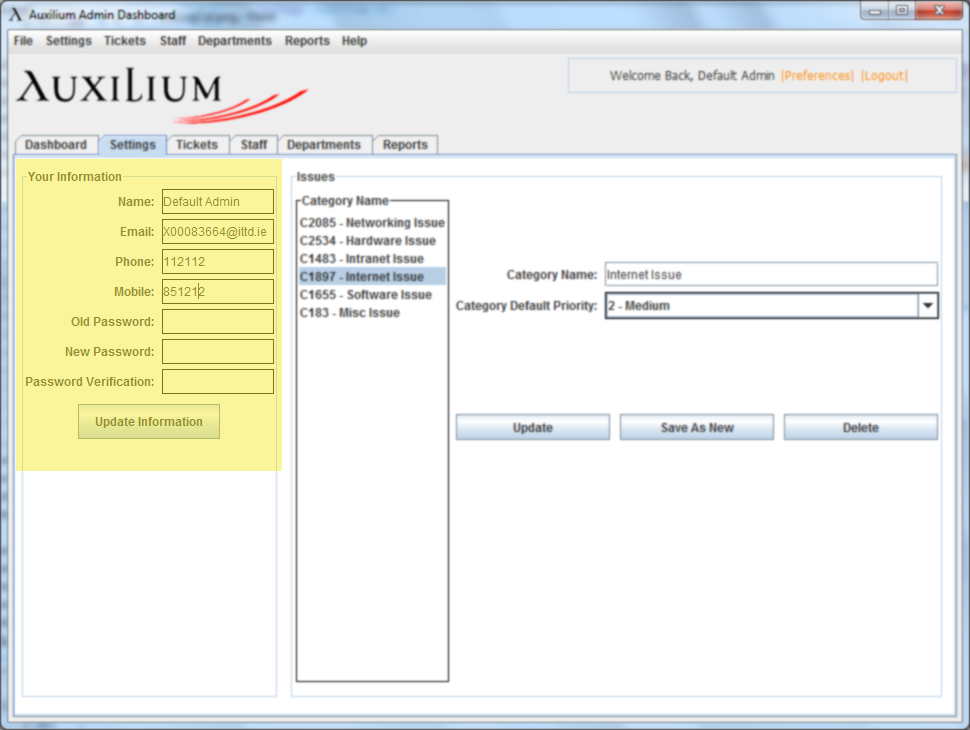 Auxilium Admin Dashboard
File Settings Tickets Staff Departments Reports Help
AUXILIUM
Welcome Back, Default Admin |Preferences| |Logout|
Dashboard Settings Tickets Staff Departments Reports
Your Information
Name: Default Admin
Email: X00083664@ittd.ie
Phone: 112112
Mobile: 851212
Old Password:
New Password:
Password Verification:
Update Information
Issues
Category Name
C2085 - Networking Issue
C2534 - Hardware Issue
C1483 - Intranet Issue
C1897 - Internet Issue
C1655 - Software Issue
C183 - Misc Issue
Category Name: Internet Issue
Category Default Priority: 2 - Medium
Update Save As New Delete